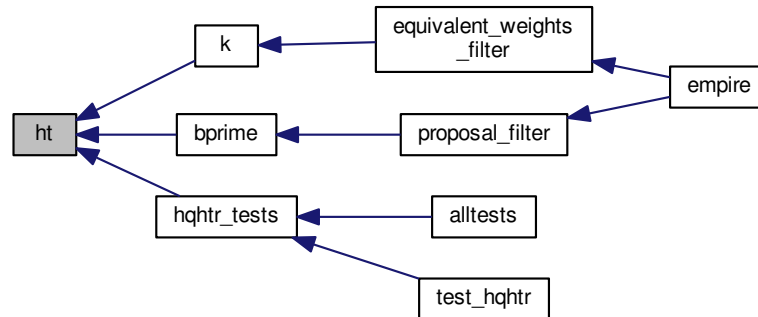 equivalent_weights
_filter
k
empire
ht
bprime
proposal_filter
hqhtr_tests
alltests
test_hqhtr